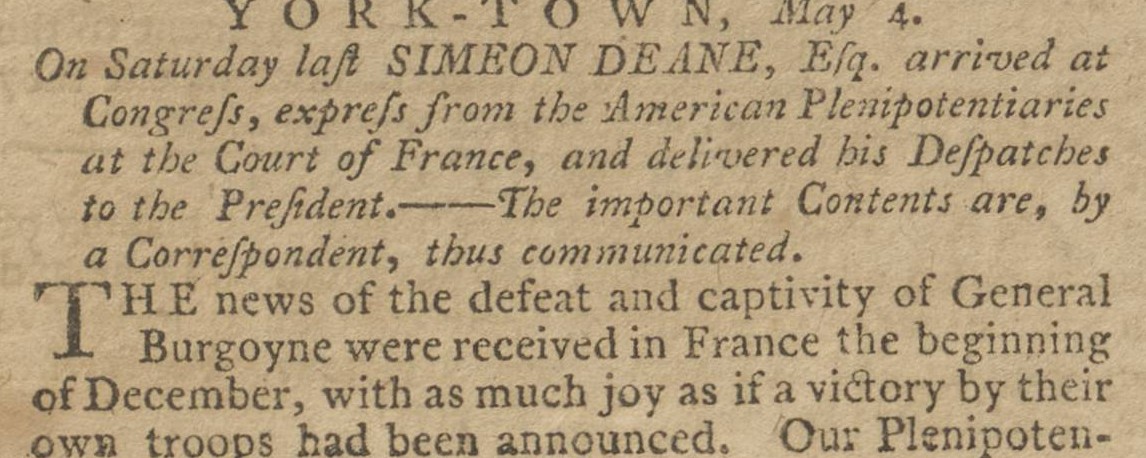 YORK-TOWN, May 4.
On Saturday laſt SIMEON DEANE, Eſq. arrived at
Congreſs, expreſs from the American Plenipotentiaries
at the Court of France, and delivered his Deſpatches
to the Preſident.——The important Contents are, by
a Correſpondent, thus communicated.
THE news of the defeat and captivity of General
Burgoyne were received in France the beginning
of December, with as much joy as if a victory by their
own troops had been announced. Our Plenipoten-